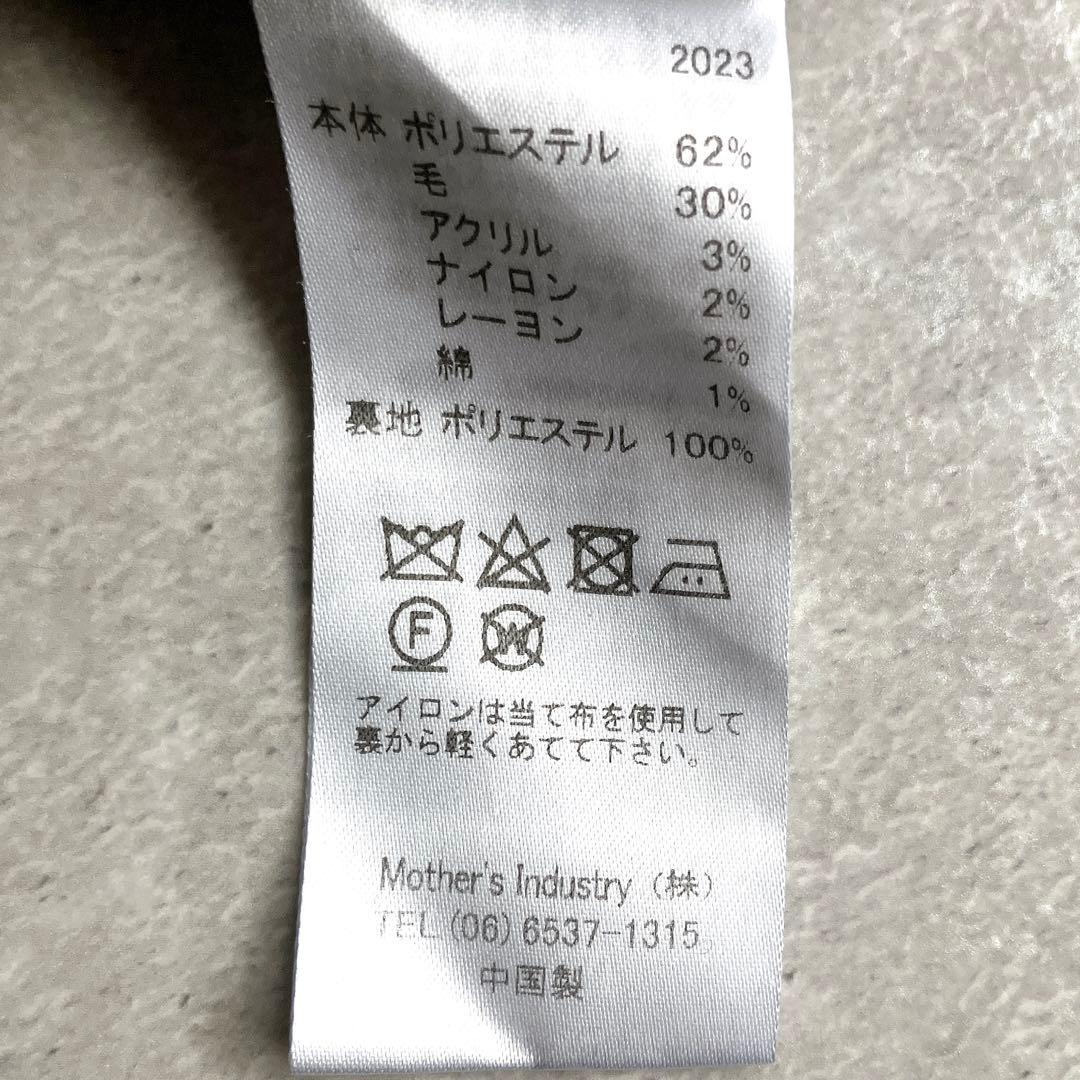 2023
本体 ポリエステル 62%
毛 30%
アクリル 3%
ナイロン 2%
レーヨン 2%
綿 1%
裏地 ポリエステル 100%
F W
アイロンは当て布を使用して
裏から軽くあてて下さい。
Mother's Industry (株)
TEL (06) 6537-1315
中国製